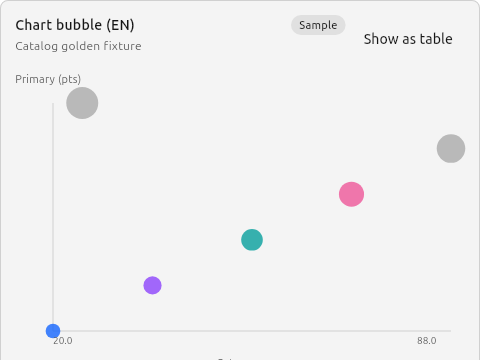 Chart bubble (EN)
Sample
Show as table
Catalog golden fixture
Primary (pts)
20.0
88.0